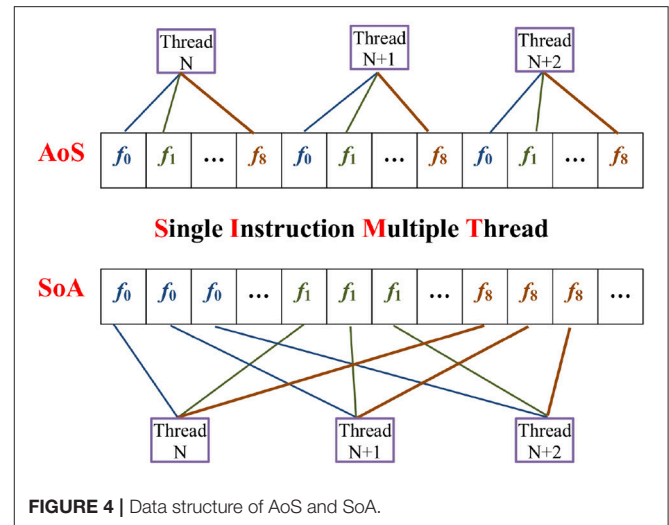 Thread Thread Thread
N N+1 N+2
AoS f0 f1 ... f8 f0 f1 ... f8 f0 f1 ... f8
Single Instruction Multiple Thread
SoA f0 f0 f0 ... f1 f1 f1 ... f8 f8 f8 ...
Thread Thread Thread
N N+1 N+2
FIGURE 4 | Data structure of AoS and SoA.